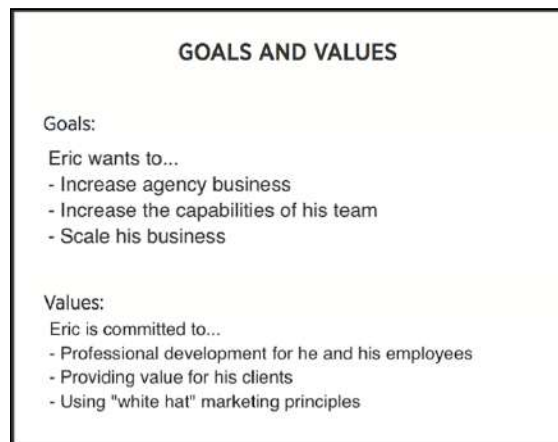 GOALS AND VALUES
Goals:
Eric wants to...
- Increase agency business
- Increase the capabilities of his team
- Scale his business
Values:
Eric is committed to...
- Professional development for he and his employees
- Providing value for his clients
- Using "white hat" marketing principles